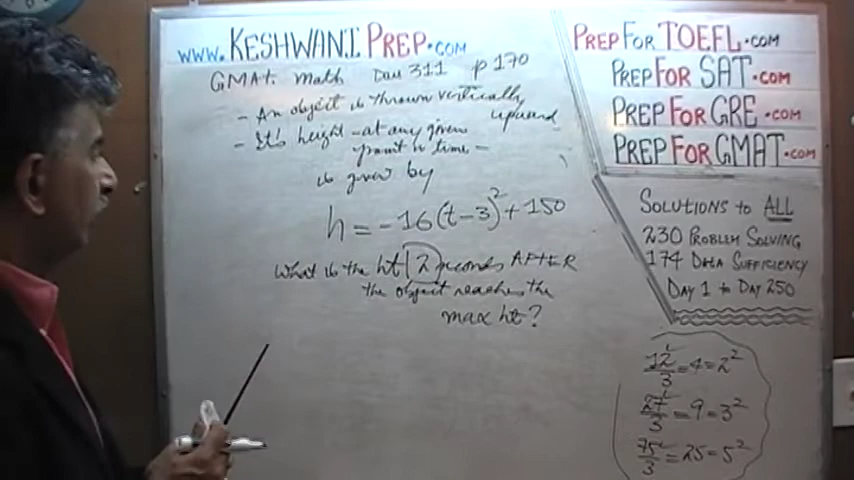 www.KESHWANI PREP.COM
GMAT math Day 311 p 170
- An object is thrown vertically
upward
- It's height - at any given
point in time -
is given by
h = -16(t-3)² + 150
What is the ht 2 seconds AFTER
the object reaches the
max ht?
PREP FOR TOEFL.COM
PREP FOR SAT.COM
PREP FOR GRE.COM
PREP FOR GMAT.COM
SOLUTIONS TO ALL
230 PROBLEM SOLVING
174 DATA SUFFICIENCY
DAY 1 TO DAY 250
12/3 = 4 = 2²
27/3 = 9 = 3²
75/3 = 25 = 5²